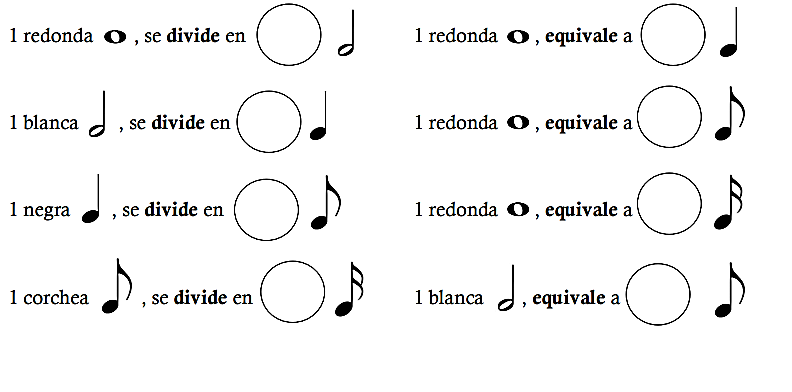 1 redonda , se divide en
1 redonda , equivale a
1 blanca , se divide en
1 redonda , equivale a
1 negra , se divide en
1 redonda , equivale a
1 corchea , se divide en
1 blanca , equivale a